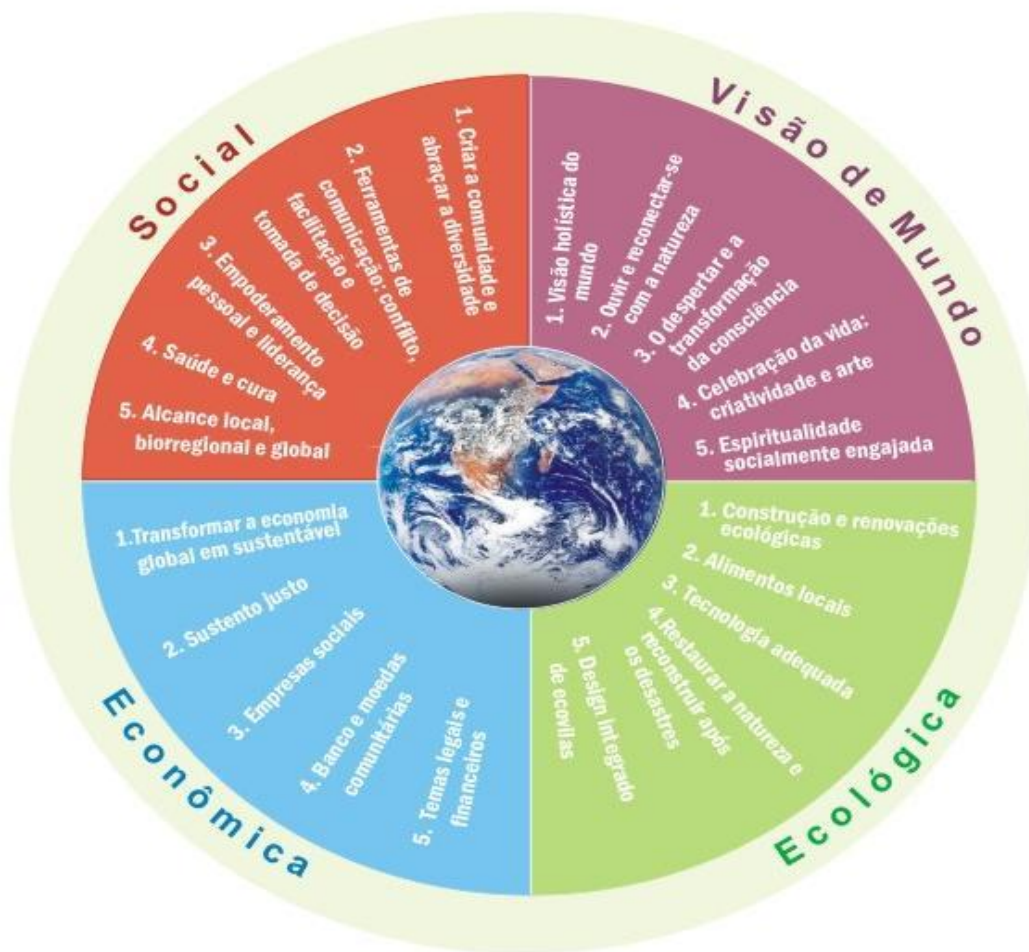 Social
1. Criar a comunidade e
abraçar a diversidade
2. Ferramentas de
comunicação: conflito,
facilitação e
tomada de decisão
3. Empoderamento
pessoal e liderança
4. Saúde e cura
5. Alcance local,
biorregional e global
Visão de Mundo
1. Visão holística do
mundo
2. Ouvir e reconectar-se
com a natureza
3. O despertar e a
transformação
da consciência
4. Celebração da vida:
criatividade e arte
5. Espiritualidade
socialmente engajada
Econômica
1.Transformar a economia
global em sustentável
2. Sustento justo
3. Empresas sociais
4. Banco e moedas
comunitárias
5. Temas legais e
financeiros
Ecológica
1. Construção e renovações
ecológicas
2. Alimentos locais
3. Tecnologia adequada
4.Restaurar a natureza e
reconstruir após
os desastres
5. Design integrado
de ecovilas